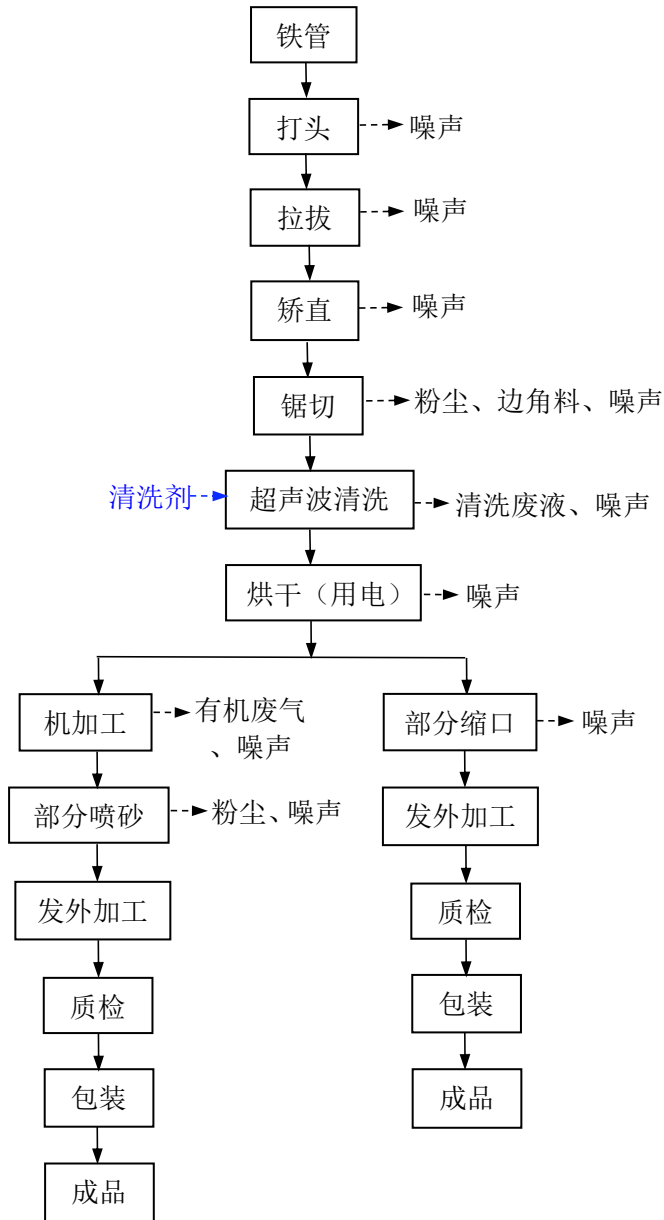 铁管
打头
噪声
拉拔
噪声
矫直
噪声
锯切
粉尘、边角料、噪声
清洗剂
超声波清洗
清洗废液、噪声
烘干（用电）
噪声
机加工
有机废气
、噪声
部分缩口
噪声
部分喷砂
粉尘、噪声
发外加工
发外加工
质检
质检
包装
包装
成品
成品